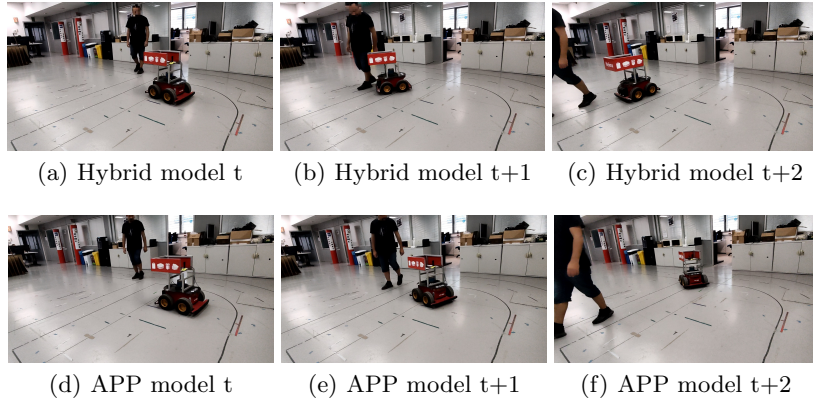 (a) Hybrid model t
(b) Hybrid model t+1
(c) Hybrid model t+2
(d) APP model t
(e) APP model t+1
(f) APP model t+2